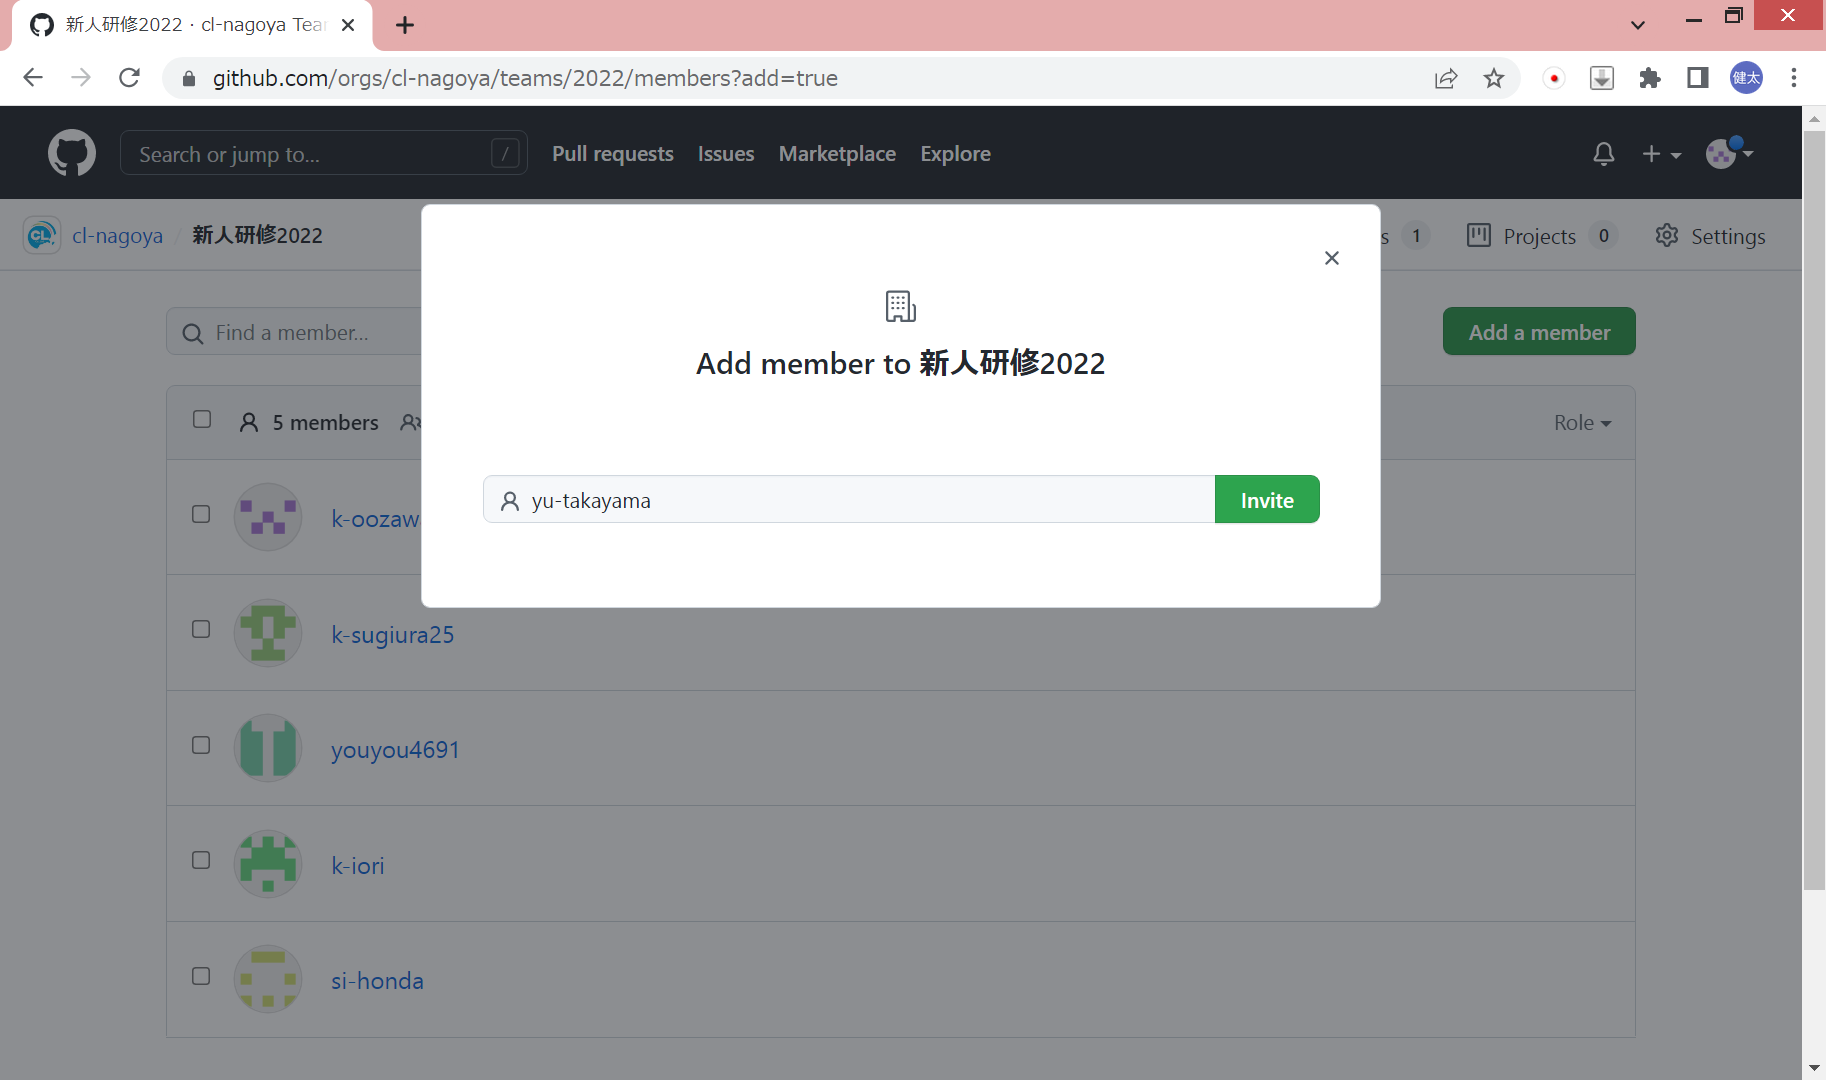 新人研修2022 · cl-nagoya Tea
github.com/orgs/cl-nagoya/teams/2022/members?add=true
健太
Search or jump to... /
Pull requests Issues Marketplace Explore
CL
cl-nagoya / 新人研修2022
s 1 Projects 0 Settings
Find a member...
Add a member
Add member to 新人研修2022
5 members
Role
yu-takayama
Invite
k-oozaw
k-sugiura25
youyou4691
k-iori
si-honda